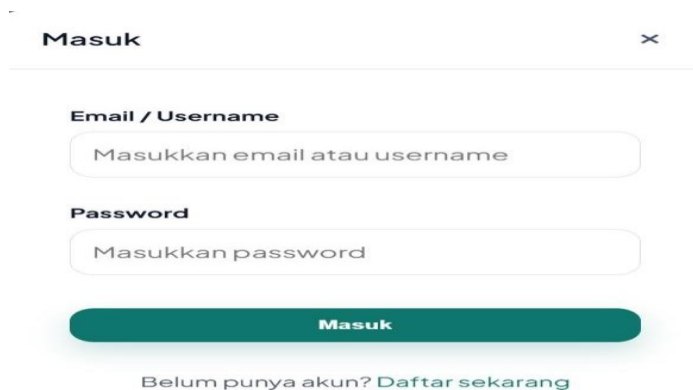 Masuk ×
Email / Username
Masukkan email atau username
Password
Masukkan password
Masuk
Belum punya akun? Daftar sekarang